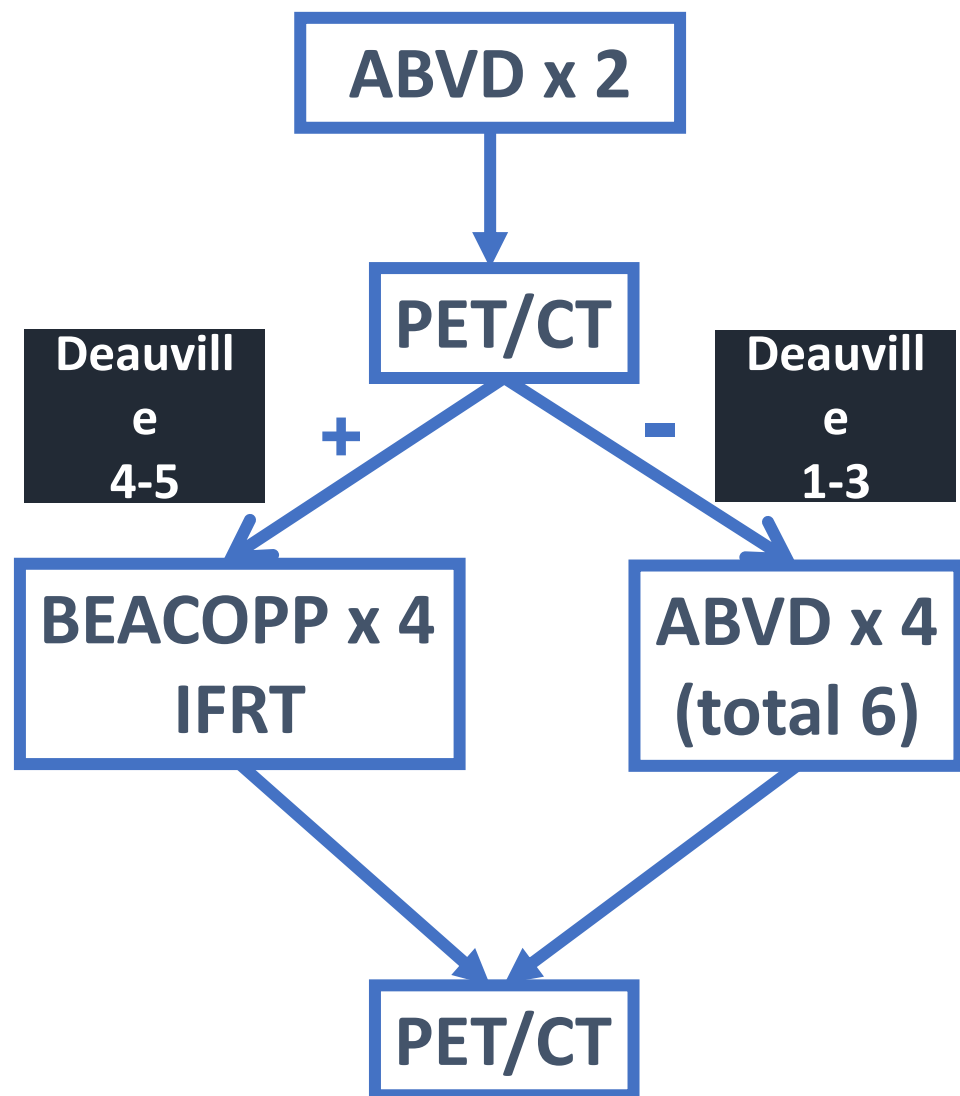 ABVD x 2
PET/CT
Deauvill
e
4-5
+
-
Deauvill
e
1-3
BEACOPP x 4
IFRT
ABVD x 4
(total 6)
PET/CT